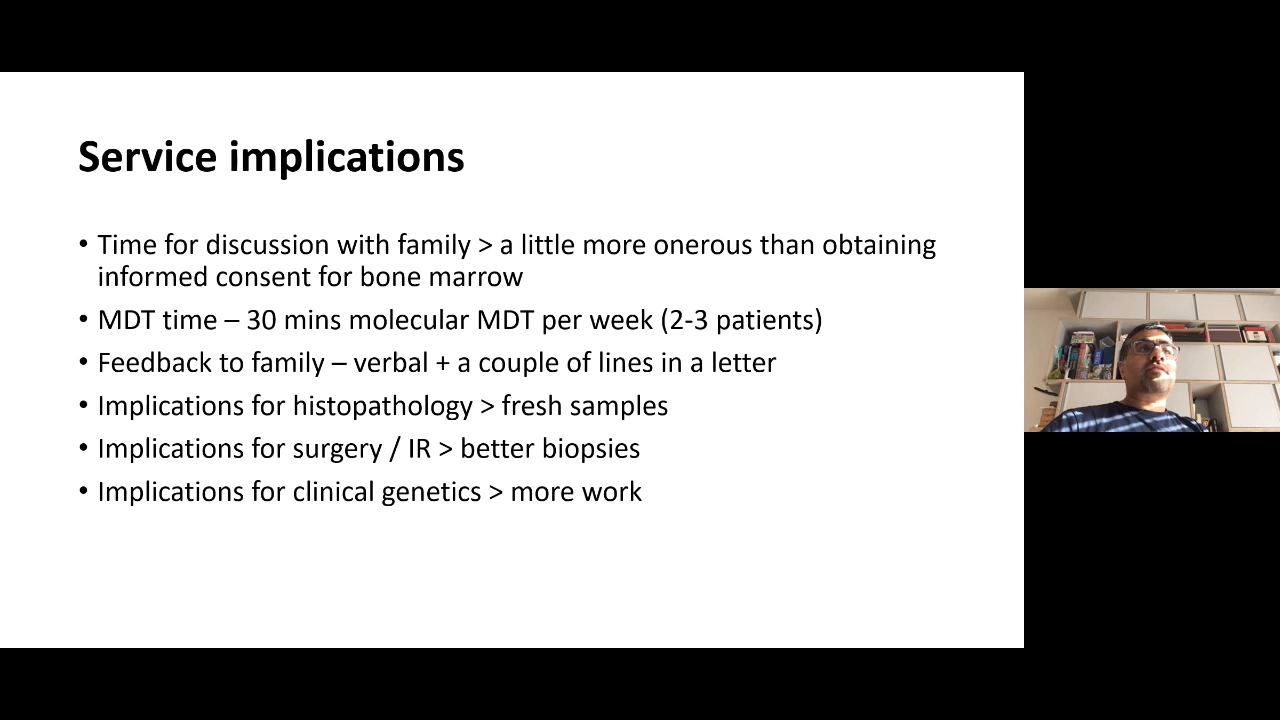 Service implications
• Time for discussion with family > a little more onerous than obtaining
informed consent for bone marrow
• MDT time – 30 mins molecular MDT per week (2-3 patients)
• Feedback to family – verbal + a couple of lines in a letter
• Implications for histopathology > fresh samples
• Implications for surgery / IR > better biopsies
• Implications for clinical genetics > more work